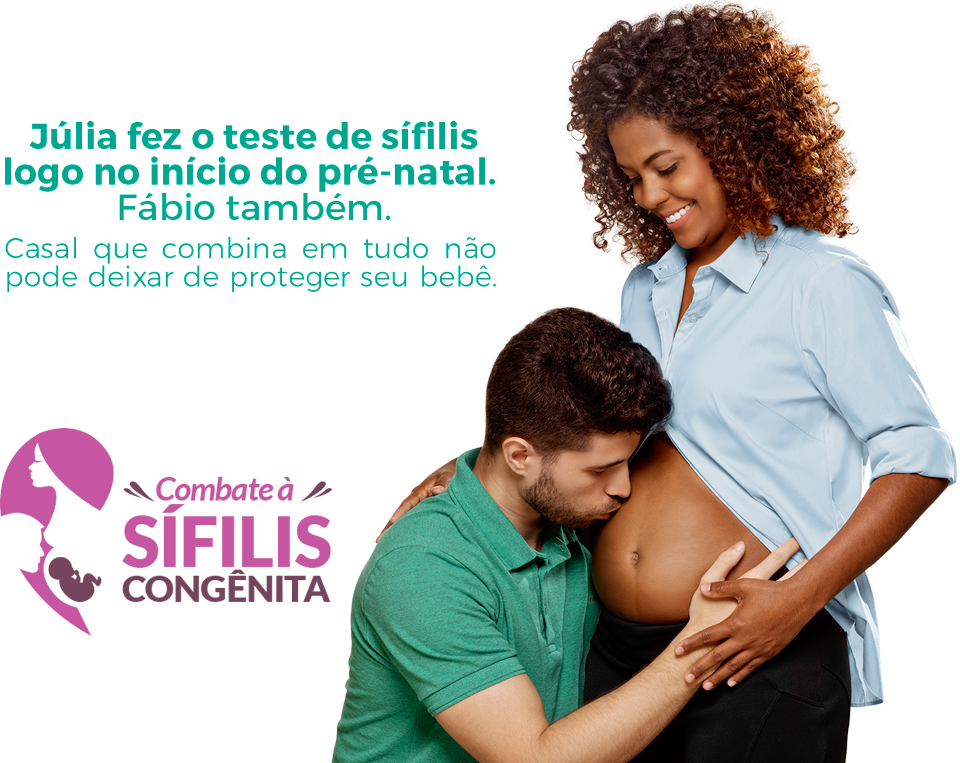 Júlia fez o teste de sífilis
logo no início do pré-natal.
Fábio também.
Casal que combina em tudo não
pode deixar de proteger seu bebê.
Combate à
SÍFILIS
CONGÊNITA